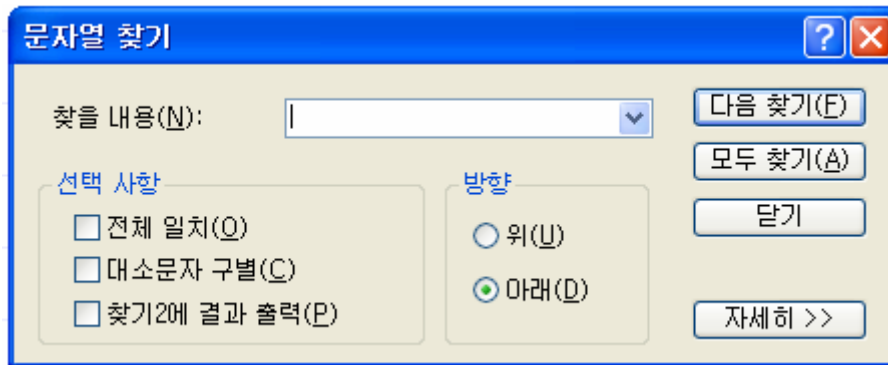 문자열 찾기
찾을 내용(N):
다음 찾기(F)
모두 찾기(A)
닫기
자세히 >>
선택 사항
전체 일치(O)
대소문자 구별(C)
찾기2에 결과 출력(P)
방향
위(U)
아래(D)